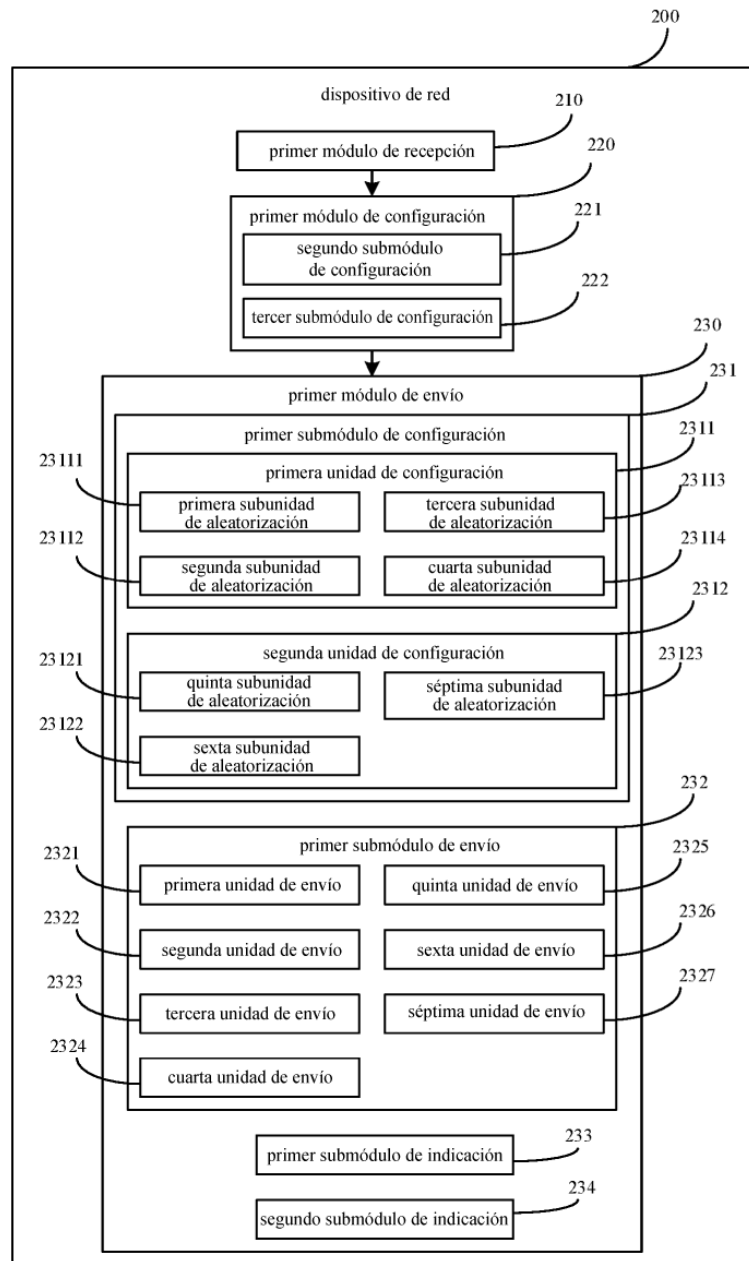 200
dispositivo de red
210
primer módulo de recepción
220
primer módulo de configuración
221
segundo submódulo
de configuración
222
tercer submódulo de configuración
230
primer módulo de envío
231
primer submódulo de configuración
2311
primera unidad de configuración
23111
primera subunidad
de aleatorización
23113
tercera subunidad
de aleatorización
23112
segunda subunidad
de aleatorización
23114
cuarta subunidad
de aleatorización
2312
segunda unidad de configuración
23121
quinta subunidad
de aleatorización
23123
séptima subunidad
de aleatorización
23122
sexta subunidad
de aleatorización
232
primer submódulo de envío
2321
primera unidad de envío
2325
quinta unidad de envío
2322
segunda unidad de envío
2326
sexta unidad de envío
2323
tercera unidad de envío
2327
séptima unidad de envío
2324
cuarta unidad de envío
233
primer submódulo de indicación
234
segundo submódulo de indicación